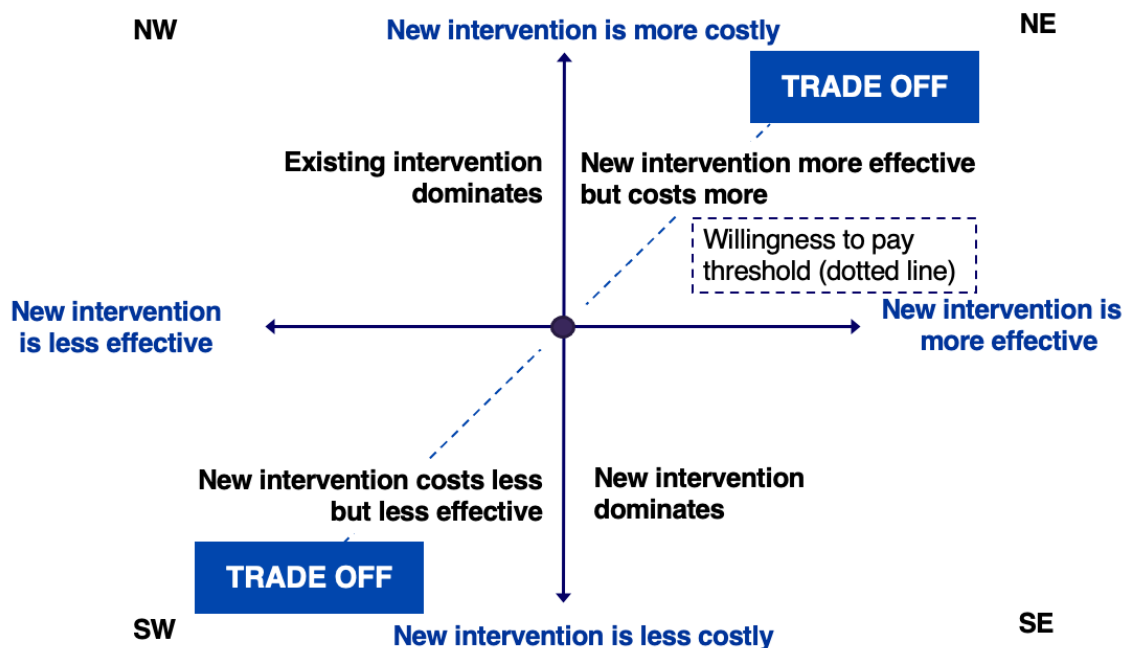 NW
New intervention is more costly
NE
TRADE OFF
Existing intervention
dominates
New intervention more effective
but costs more
Willingness to pay
threshold (dotted line)
New intervention
is less effective
New intervention is
more effective
New intervention costs less
but less effective
New intervention
dominates
TRADE OFF
SW
New intervention is less costly
SE